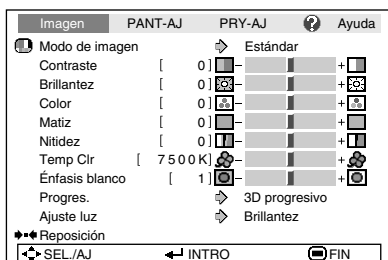 Imagen PANT-AJ PRY-AJ ? Ayuda
Modo de imagen Estándar
Contraste [ 0] - +
Brillantez [ 0] - +
Color [ 0] - +
Matiz [ 0] - +
Nitidez [ 0] - +
Temp Clr [ 7500K] - +
Énfasis blanco [ 1] - +
Progres. 3D progresivo
Ajuste luz Brillantez
Reposición
SEL./AJ INTRO FIN